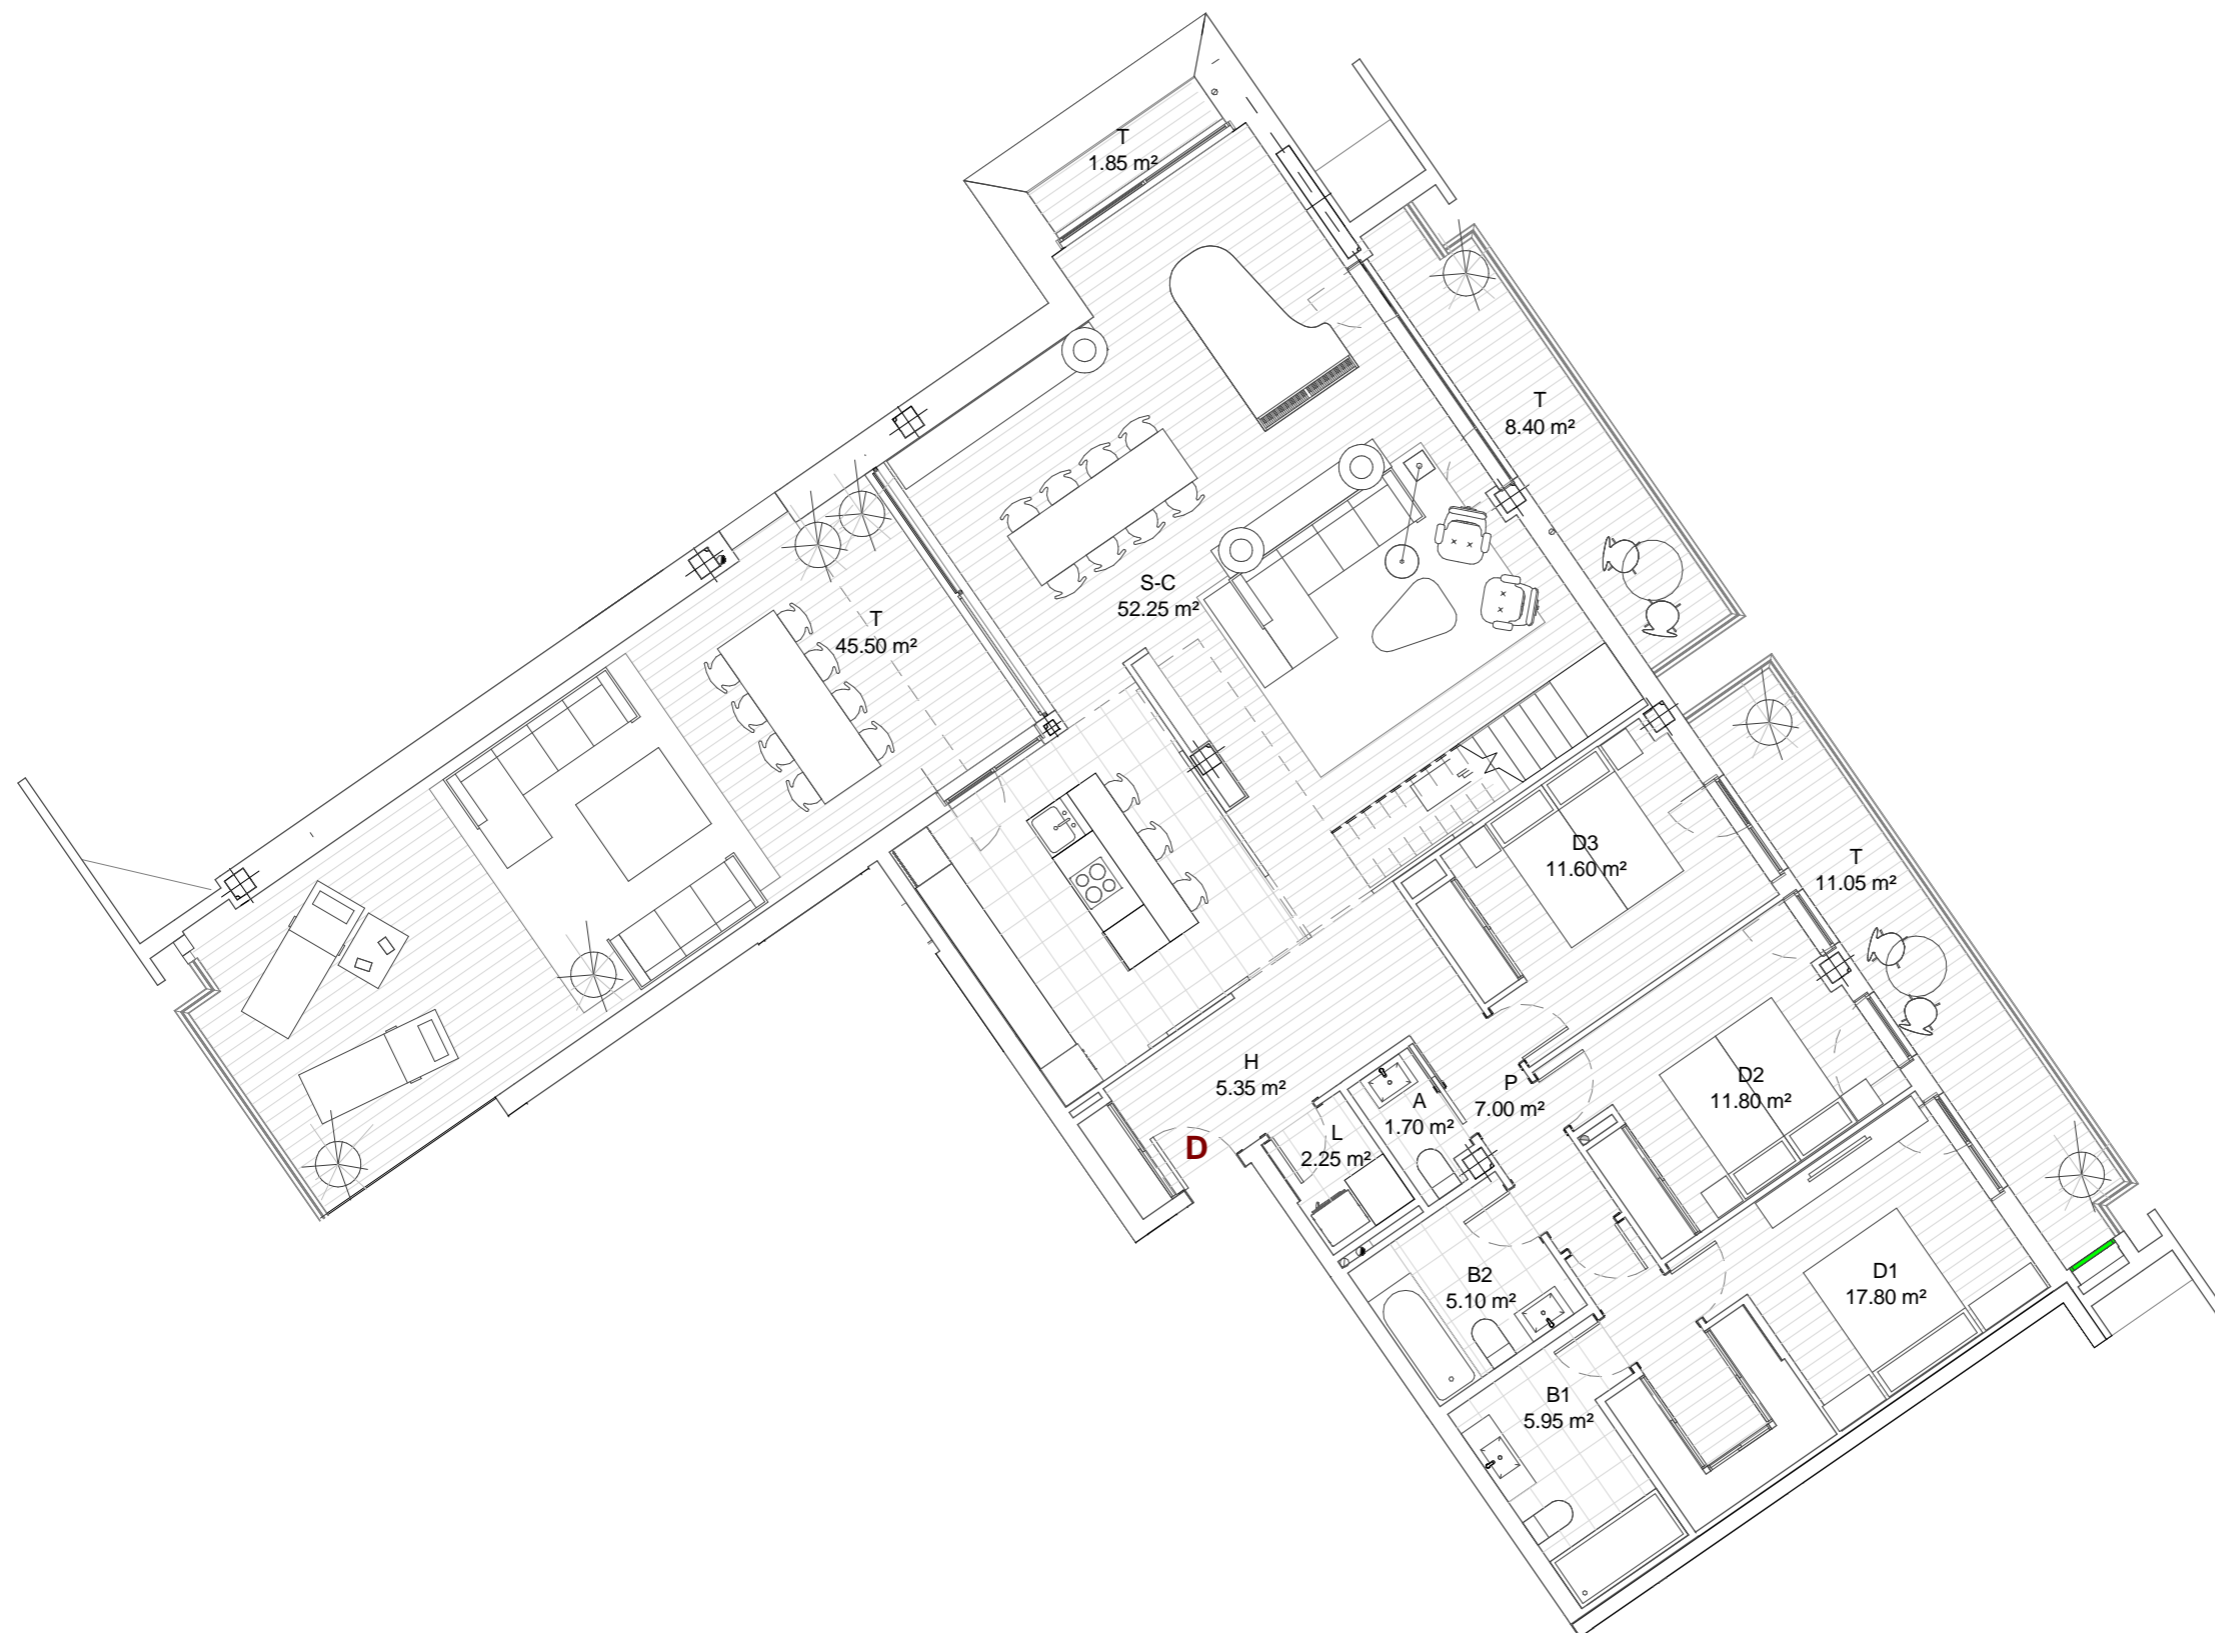 T
1.85 m²
T
8.40 m²
S-C
52.25 m²
T
45.50 m²
D3
11.60 m²
T
11.05 m²
H
5.35 m²
P
7.00 m²
D2
11.80 m²
A
1.70 m²
L
2.25 m²
D
B2
5.10 m²
D1
17.80 m²
B1
5.95 m²